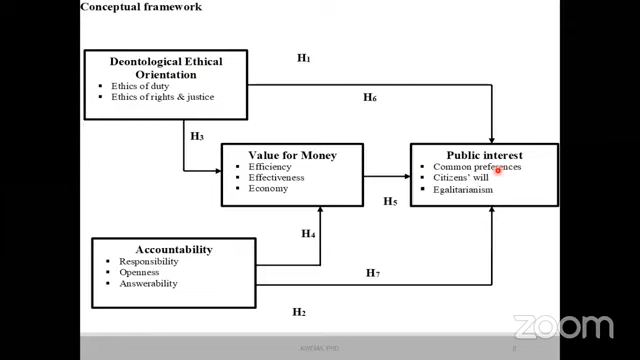 Conceptual framework
H1
Deontological Ethical
Orientation
▪ Ethics of duty
▪ Ethics of rights & justice
H6
H3
Value for Money
▪ Efficiency
▪ Effectiveness
▪ Economy
Public interest
▪ Common preferences
▪ Citizens' will
▪ Egalitarianism
H5
H4
Accountability
▪ Responsibility
▪ Openness
▪ Answerability
H7
H2
zoom